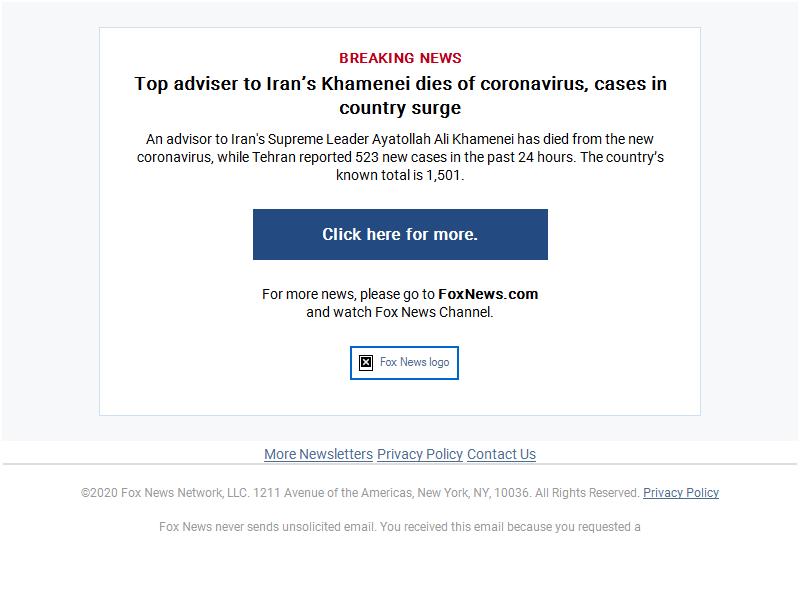 BREAKING NEWS
Top adviser to Iran’s Khamenei dies of coronavirus, cases in
country surge
An advisor to Iran's Supreme Leader Ayatollah Ali Khamenei has died from the new
coronavirus, while Tehran reported 523 new cases in the past 24 hours. The country’s
known total is 1,501.
Click here for more.
For more news, please go to FoxNews.com
and watch Fox News Channel.
Fox News logo
More Newsletters Privacy Policy Contact Us
©2020 Fox News Network, LLC. 1211 Avenue of the Americas, New York, NY, 10036. All Rights Reserved. Privacy Policy
Fox News never sends unsolicited email. You received this email because you requested a